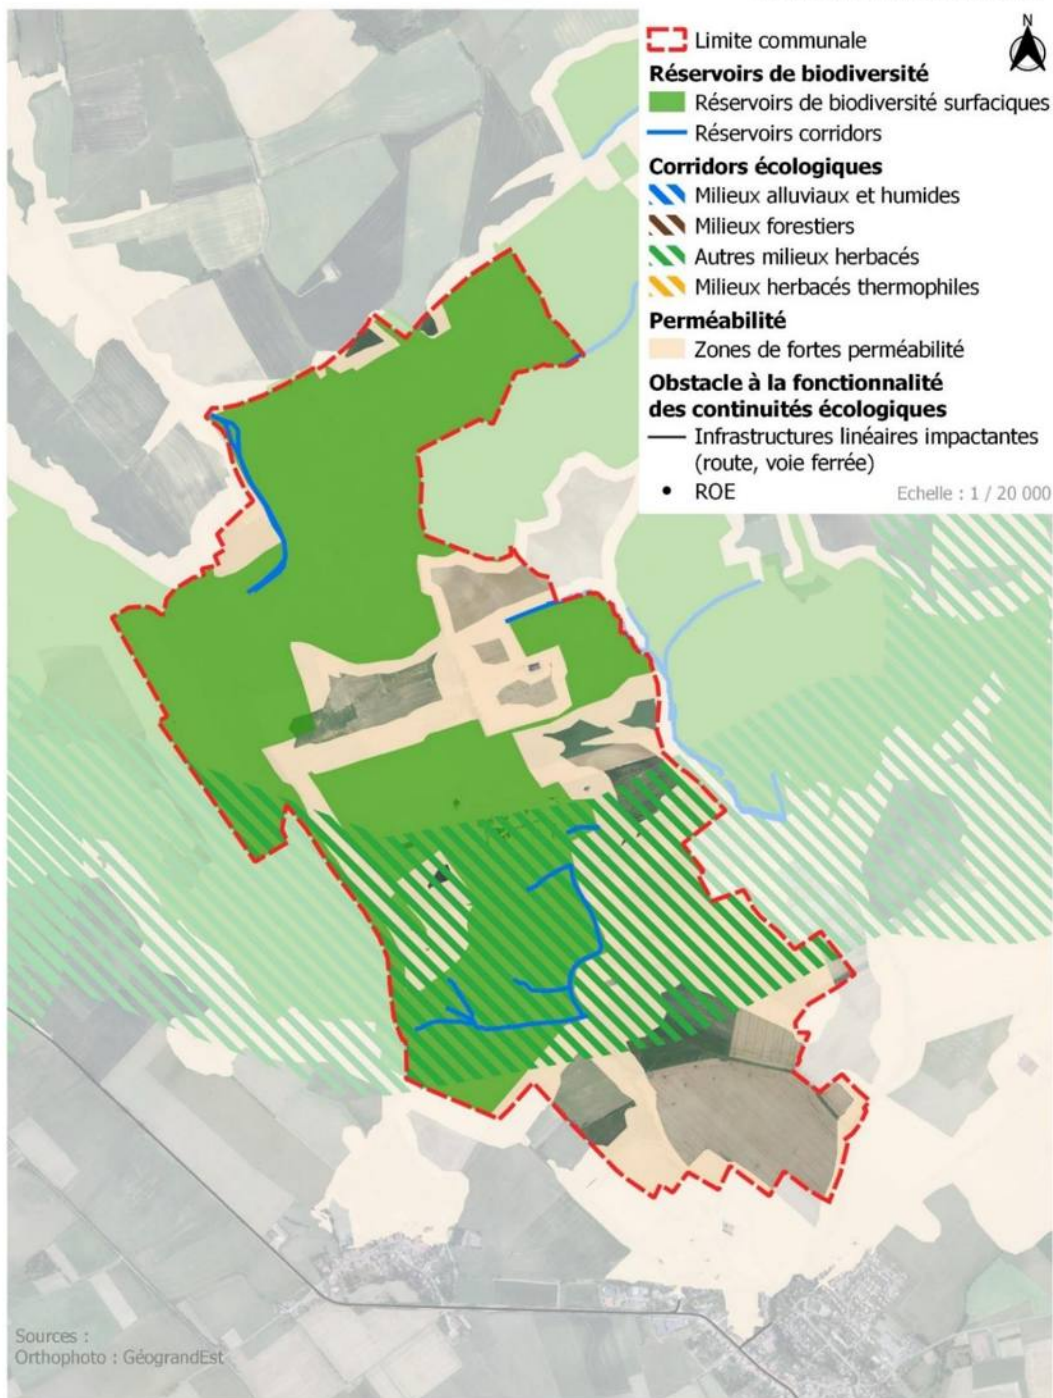 N
Limite communale
Réservoirs de biodiversité
Réservoirs de biodiversité surfaciques
Réservoirs corridors
Corridors écologiques
Milieux alluviaux et humides
Milieux forestiers
Autres milieux herbacés
Milieux herbacés thermophiles
Perméabilité
Zones de fortes perméabilité
Obstacle à la fonctionnalité
des continuités écologiques
Infrastructures linéaires impactantes
(route, voie ferrée)
ROE
Echelle : 1 / 20 000
Sources :
Orthophoto : GéograndEst